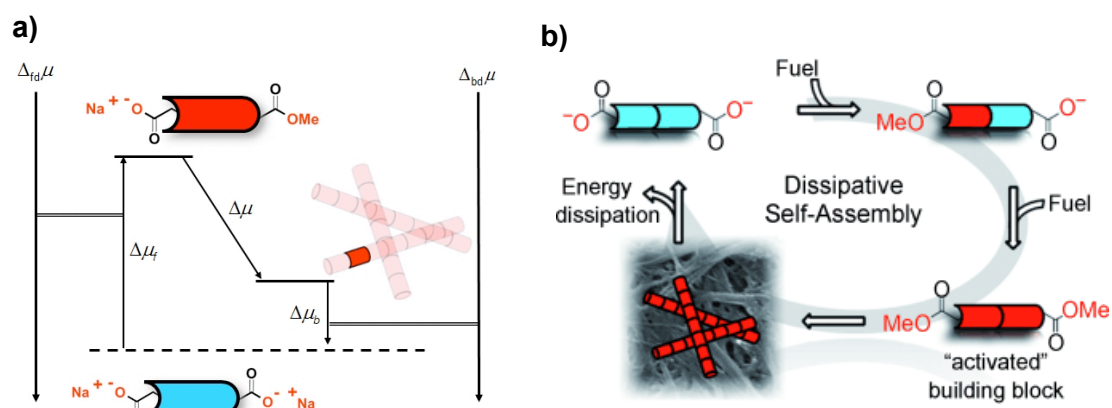 a)
Δfdμ
Δbdμ
Na + - O
O
O
OMe
Δμf
Δμ
Δμb
Na + - O
O
O
O- + Na
b)
Fuel
-O
O
O-
O
MeO
O
O-
O
Energy
dissipation
Dissipative
Self-Assembly
Fuel
MeO
O
OMe
O
"activated"
building block